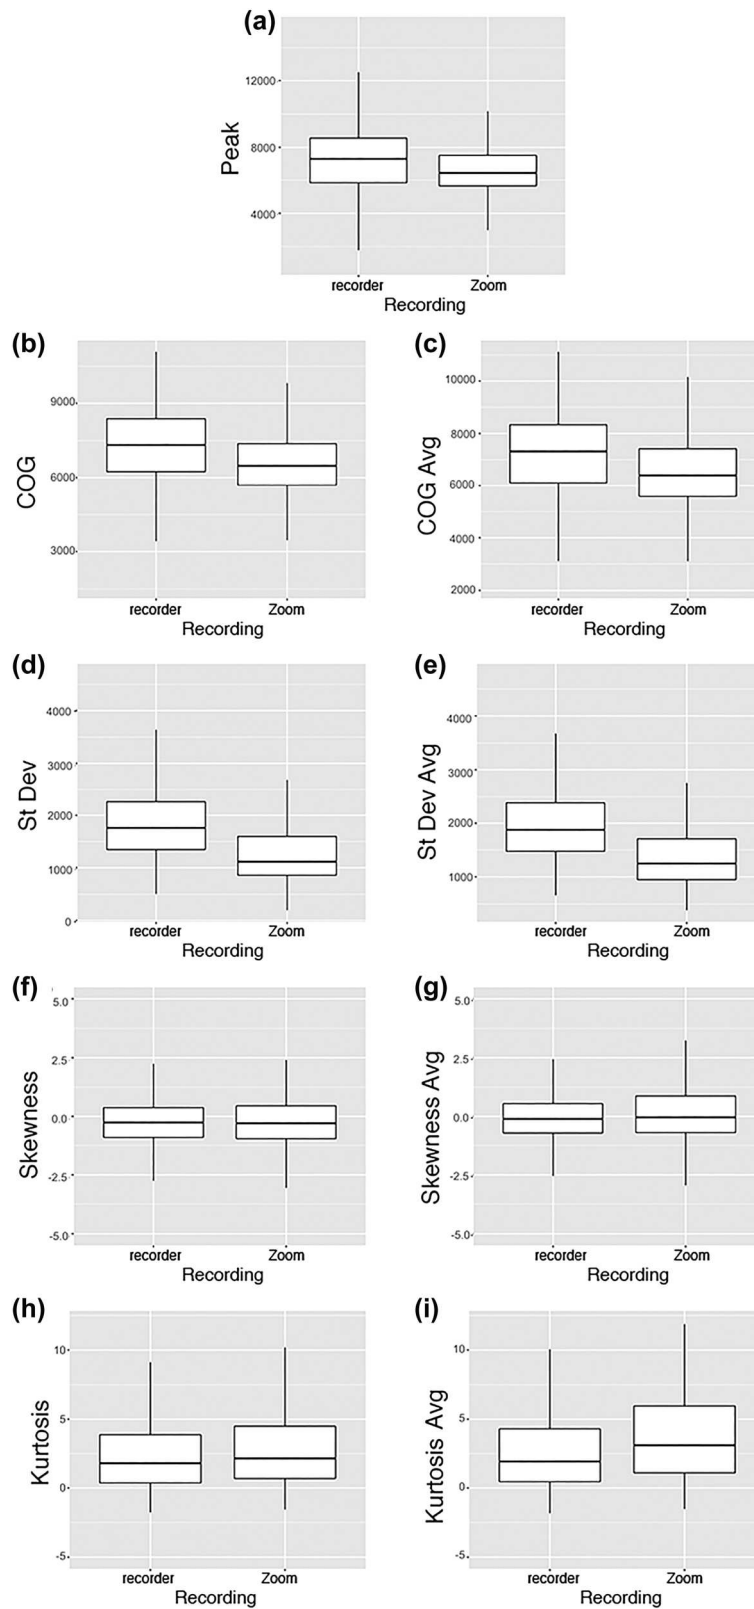 (a)
Peak
12000
8000
4000
recorder Zoom
Recording
(b)
COG
9000
6000
3000
recorder Zoom
Recording
(c)
COG Avg
10000
8000
6000
4000
2000
recorder Zoom
Recording
(d)
St Dev
4000
3000
2000
1000
0
recorder Zoom
Recording
(e)
St Dev Avg
4000
3000
2000
1000
recorder Zoom
Recording
(f)
Skewness
5.0
2.5
0.0
-2.5
-5.0
recorder Zoom
Recording
(g)
Skewness Avg
5.0
2.5
0.0
-2.5
-5.0
recorder Zoom
Recording
(h)
Kurtosis
10
5
0
-5
recorder Zoom
Recording
(i)
Kurtosis Avg
10
5
0
-5
recorder Zoom
Recording